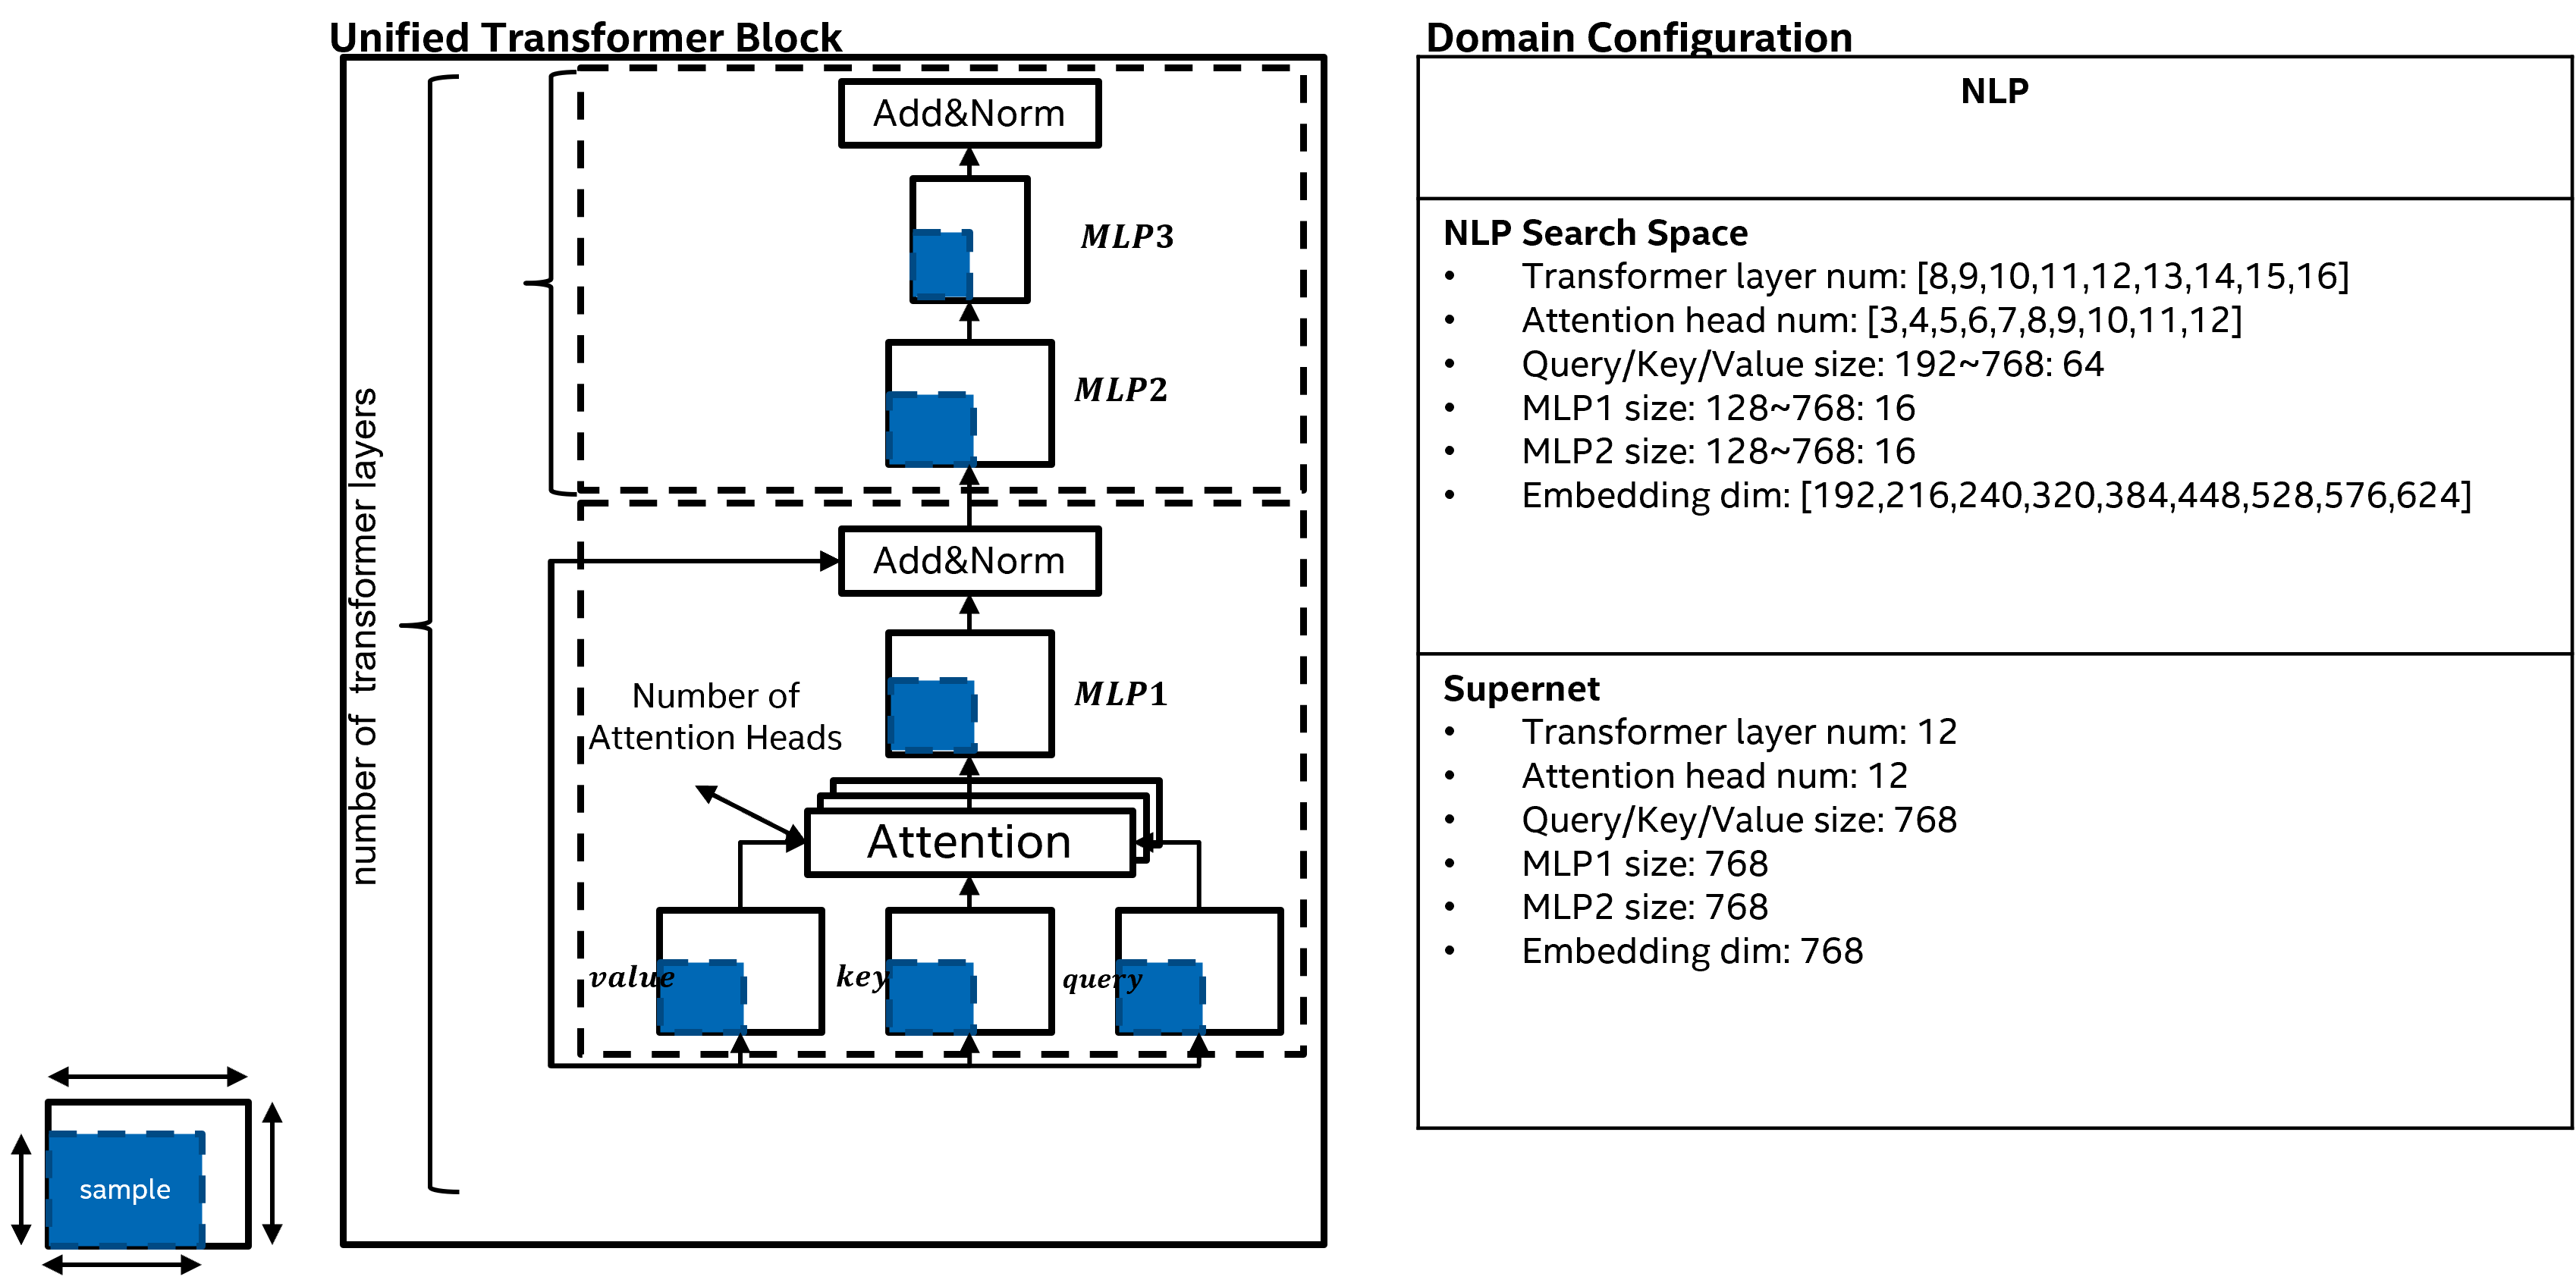 Unified Transformer Block
number of transformer layers
Add&Norm
MLP3
MLP2
Add&Norm
MLP1
Number of
Attention Heads
Attention
value
key
query
sample
Domain Configuration
NLP
NLP Search Space
• Transformer layer num: [8,9,10,11,12,13,14,15,16]
• Attention head num: [3,4,5,6,7,8,9,10,11,12]
• Query/Key/Value size: 192~768: 64
• MLP1 size: 128~768: 16
• MLP2 size: 128~768: 16
• Embedding dim: [192,216,240,320,384,448,528,576,624]
Supernet
• Transformer layer num: 12
• Attention head num: 12
• Query/Key/Value size: 768
• MLP1 size: 768
• MLP2 size: 768
• Embedding dim: 768